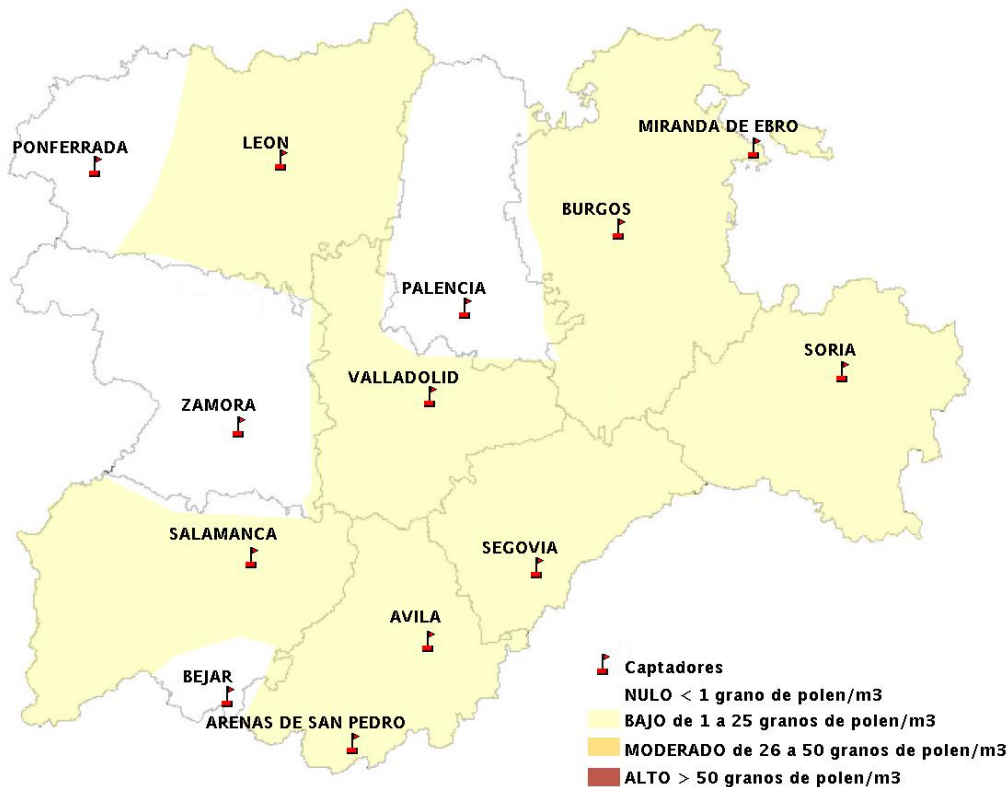 MIRANDA DE EBRO
PONFERRADA
LEON
BURGOS
PALENCIA
SORIA
VALLADOLID
ZAMORA
SALAMANCA
SEGOVIA
AVILA
BEJAR
ARENAS DE SAN PEDRO
Captadores
NULO < 1 grano de polen/m3
BAJO de 1 a 25 granos de polen/m3
MODERADO de 26 a 50 granos de polen/m3
ALTO > 50 granos de polen/m3